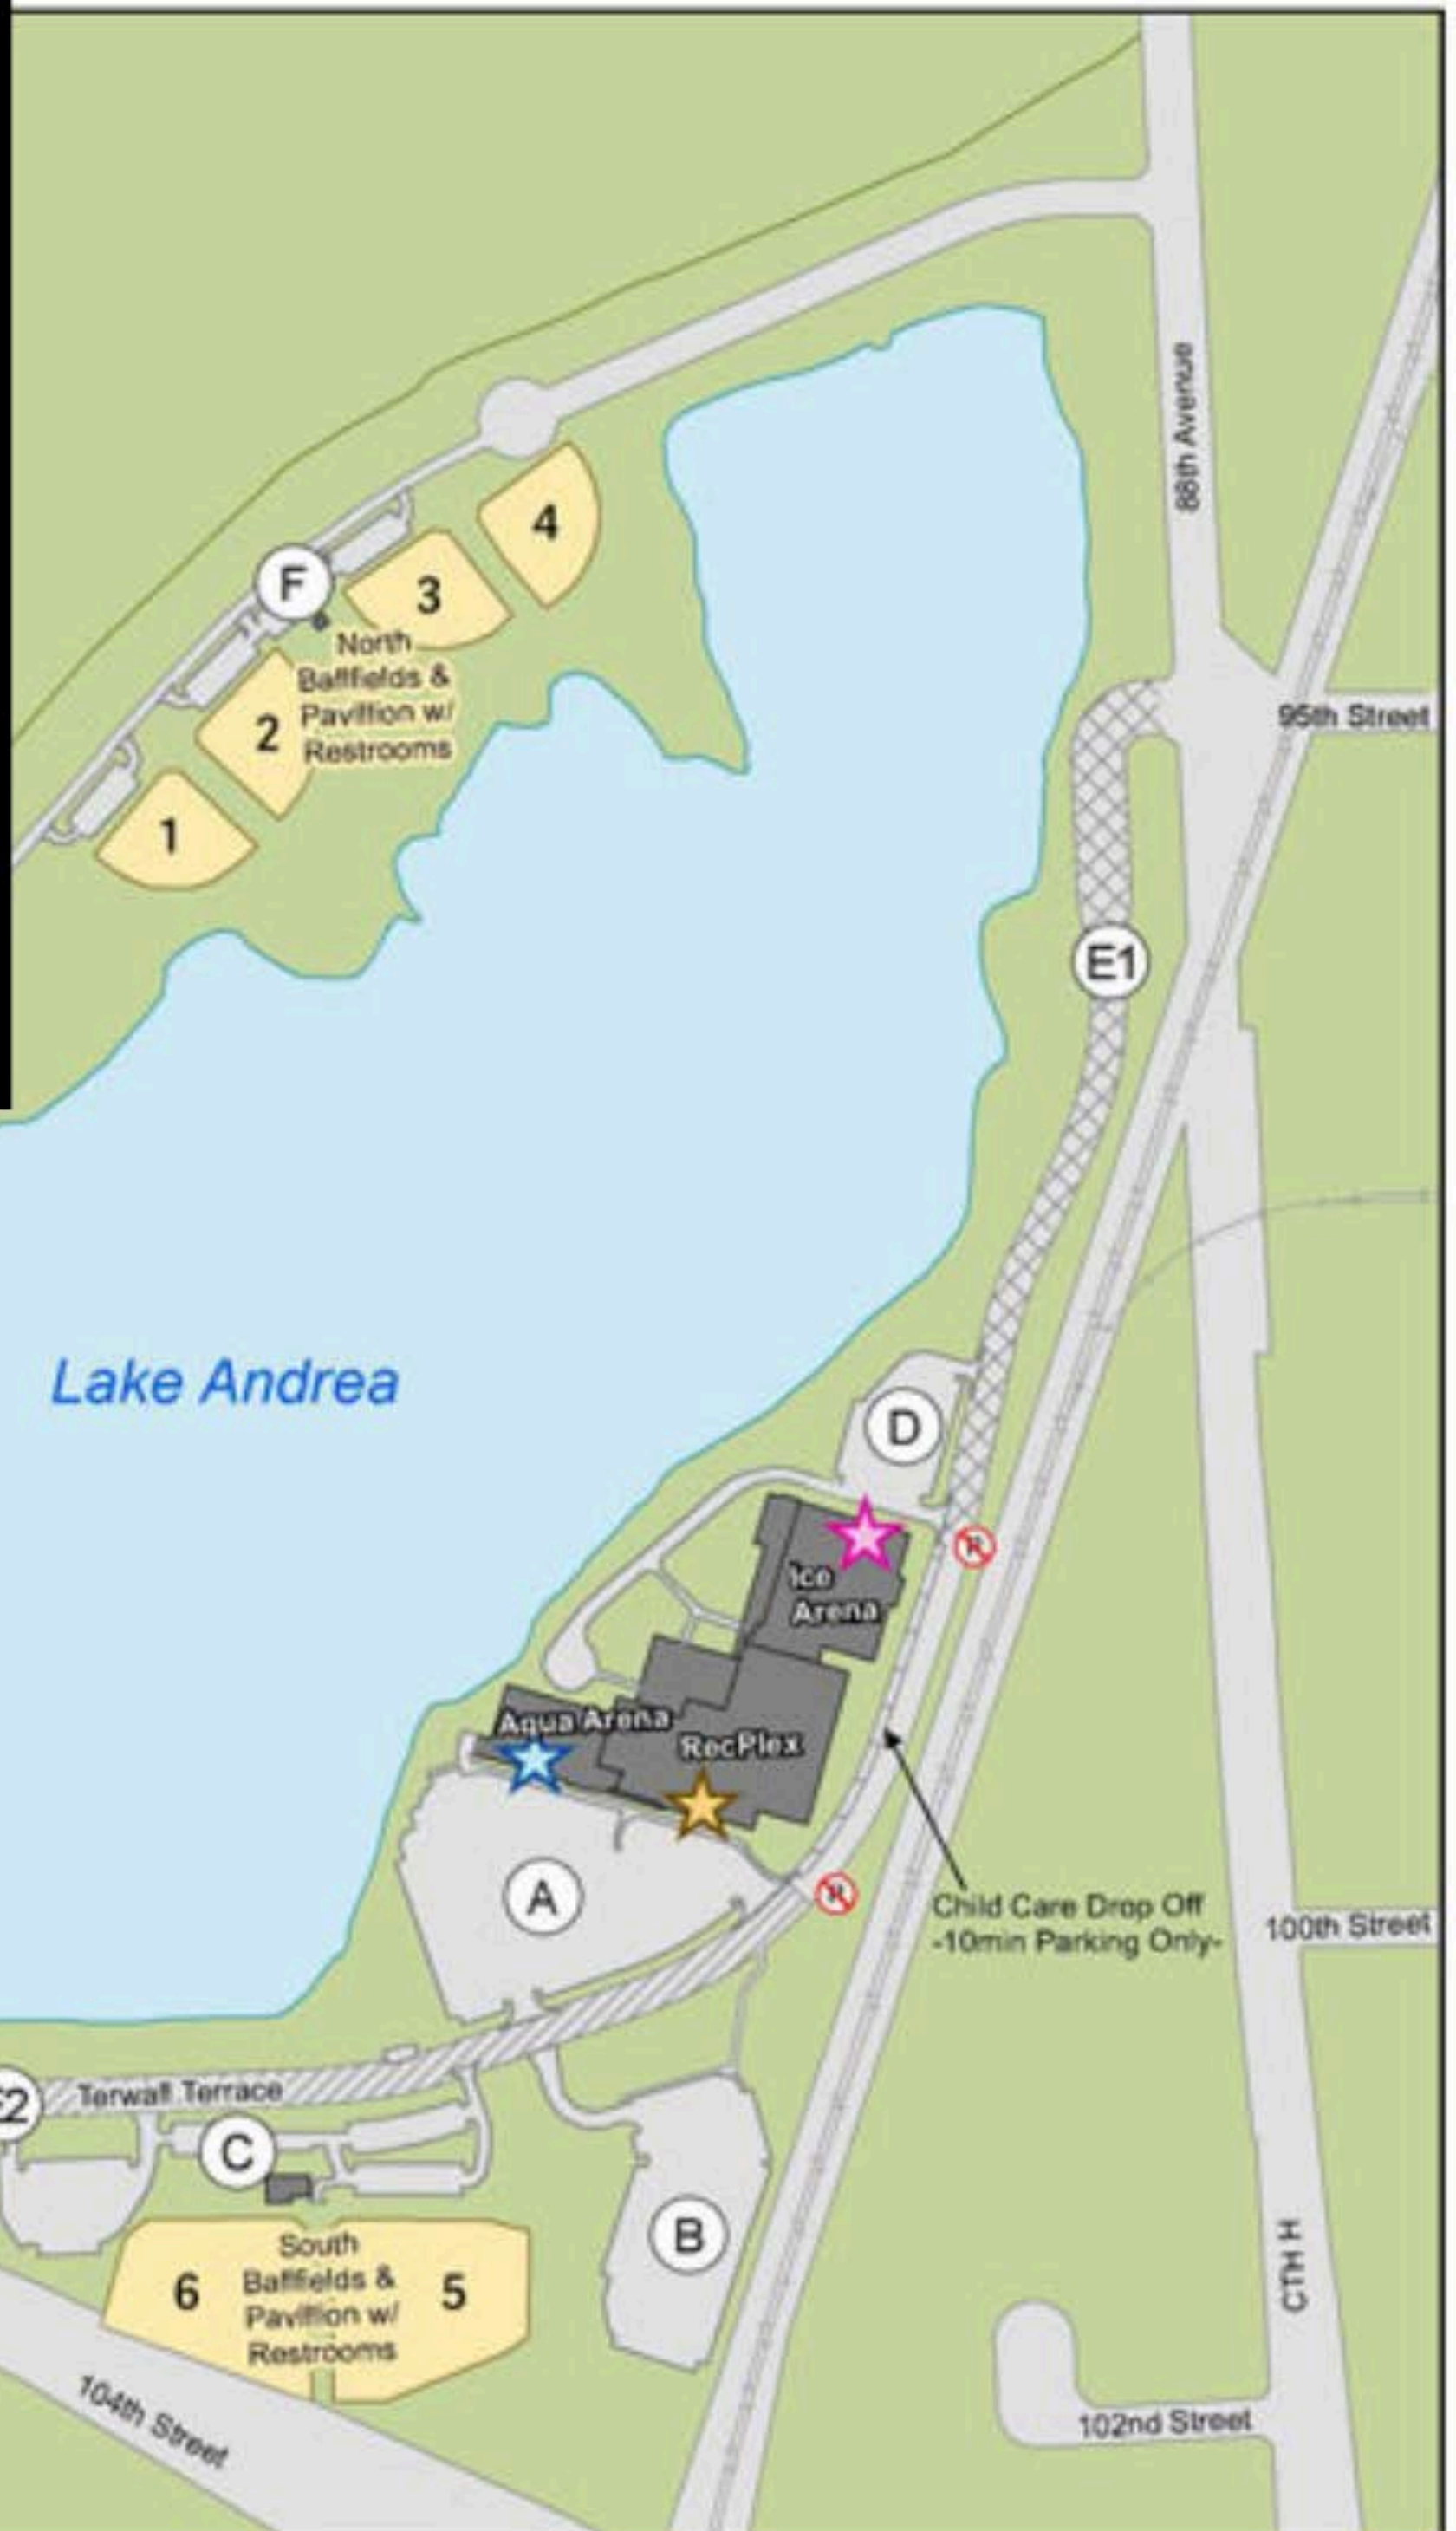 88th Avenue
4
F
3
North
Ballfields &
Pavilion w/
Restrooms
2
1
95th Street
E1
Lake Andrea
D
Ice
Arena
Aqua Arena
RecPlex
A
Child Care Drop Off
-10min Parking Only-
100th Street
Terwall Terrace
C
B
South
Ballfields &
Pavilion w/
Restrooms
6
5
CTH H
104th Street
102nd Street